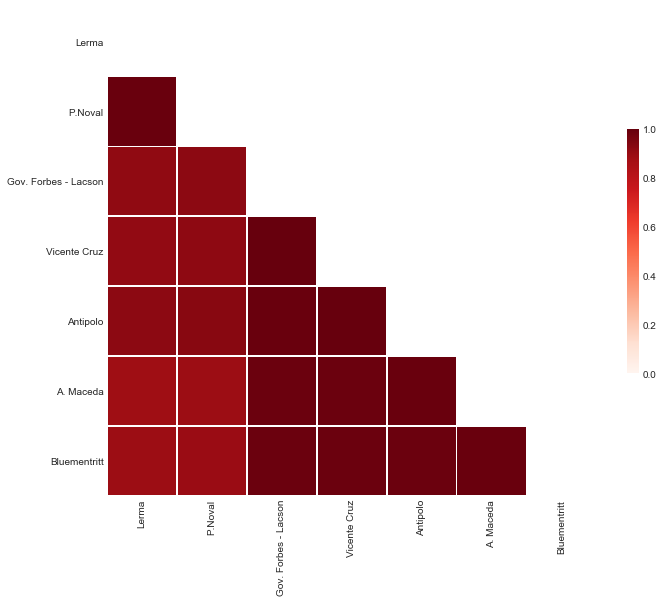 Lerma
P.Noval
Gov. Forbes - Lacson
Vicente Cruz
Antipolo
A. Maceda
Bluementritt
1.0
0.8
0.6
0.4
0.2
0.0
Lerma
P.Noval
Gov. Forbes - Lacson
Vicente Cruz
Antipolo
A. Maceda
Bluementritt